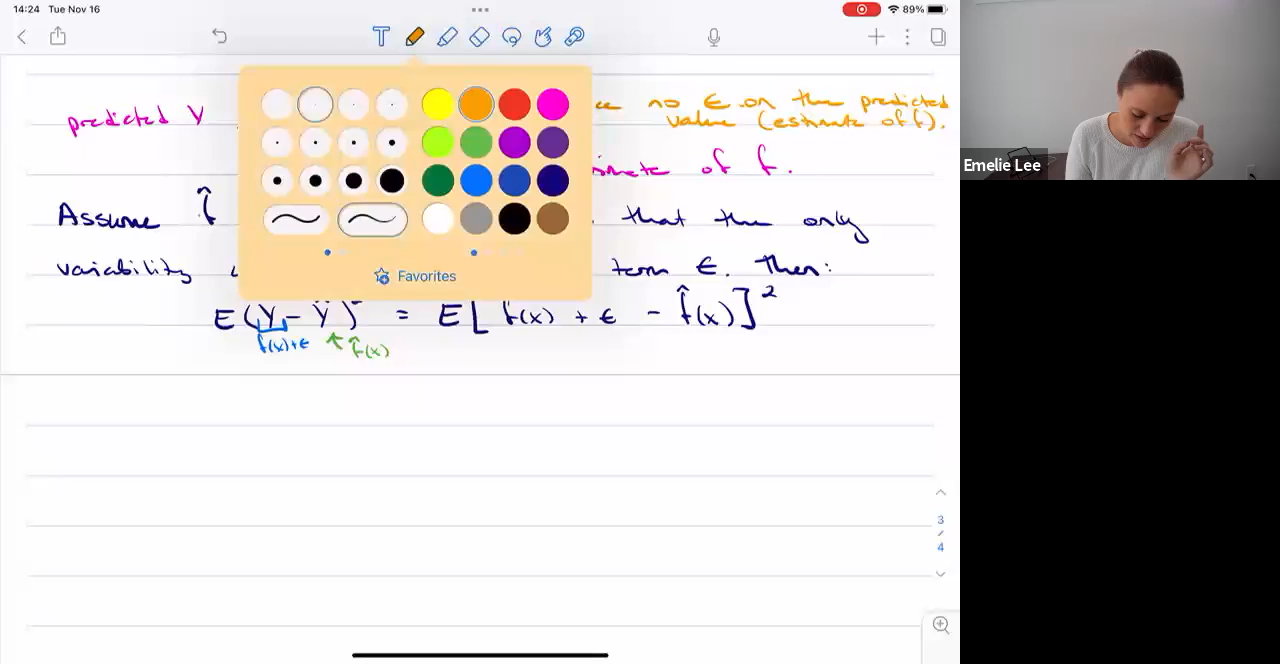 14:24 Tue Nov 16
89%
T
predicted Y
no ϵ on the predicted
value (estimate of f).
of f.
Assume f̂
that the only
variability
term ϵ. Then:
Favorites
E(Y - Ŷ)² = E[f(x) + ϵ - f̂(x)]²
f(x)+ϵ
f̂(x)
3
4
Emelie Lee